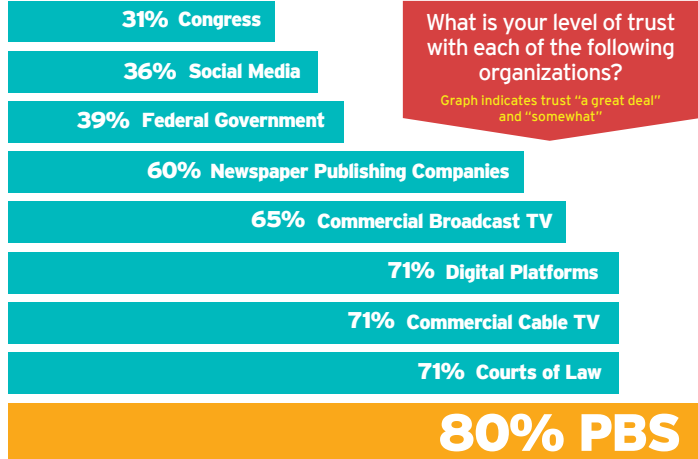 31% Congress
What is your level of trust
with each of the following
organizations?
Graph indicates trust “a great deal”
and “somewhat”
36% Social Media
39% Federal Government
60% Newspaper Publishing Companies
65% Commercial Broadcast TV
71% Digital Platforms
71% Commercial Cable TV
71% Courts of Law
80% PBS